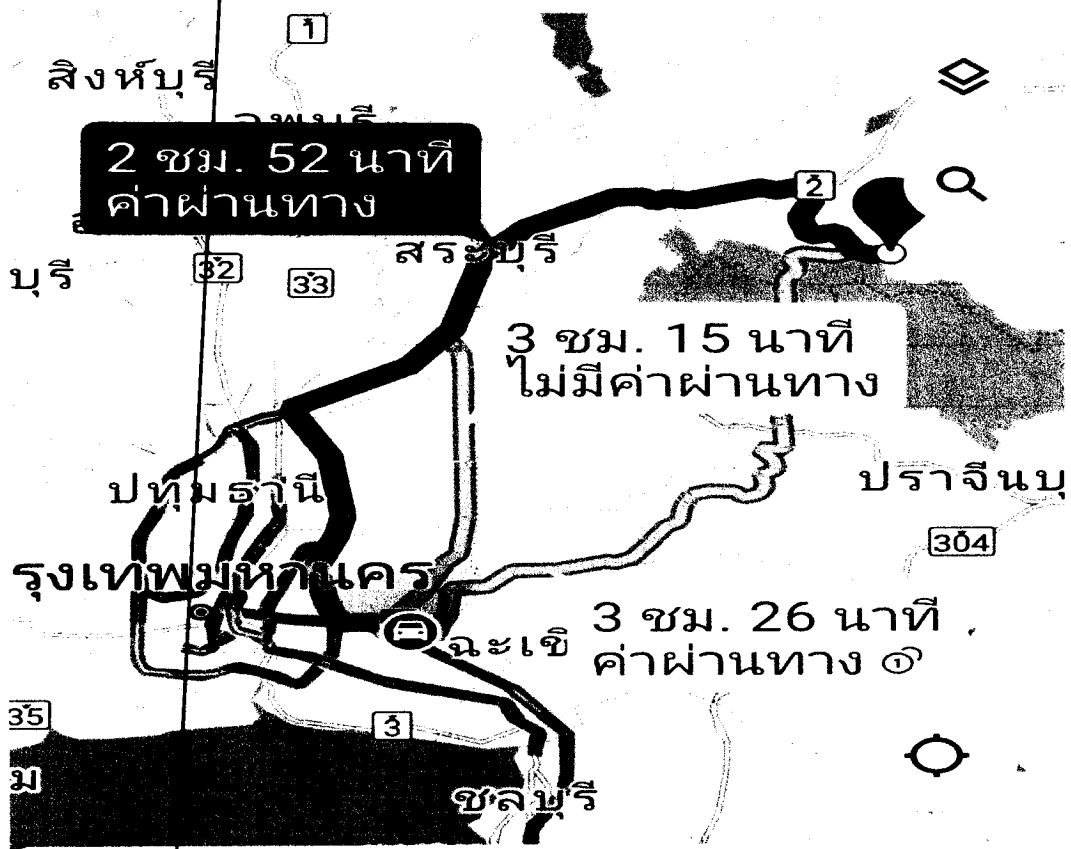 1
สิงห์บุรี
2 ชม. 52 นาที
ค่าผ่านทาง
2
สระบุรี
บุรี
32
33
3 ชม. 15 นาที
ไม่มีค่าผ่านทาง
ปทุมธานี
ปราจีนบุ
304
รุงเทพมหานคร
ฉะเชิ
3 ชม. 26 นาที
ค่าผ่านทาง
35
3
ม
ชลบุรี